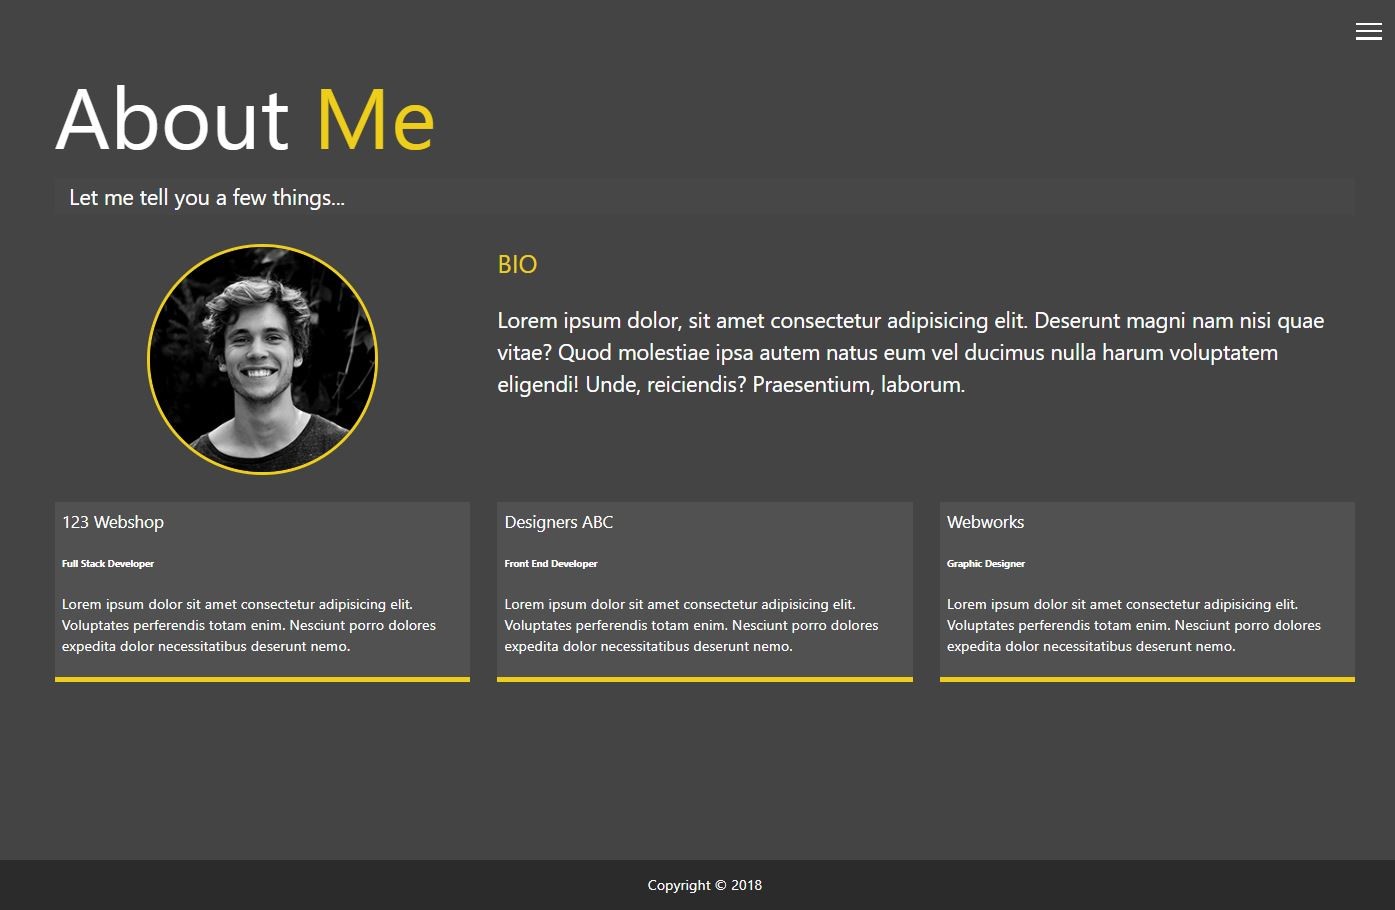 About Me
Let me tell you a few things...
BIO
Lorem ipsum dolor, sit amet consectetur adipisicing elit. Deserunt magni nam nisi quae
vitae? Quod molestiae ipsa autem natus eum vel ducimus nulla harum voluptatem
eligendi! Unde, reiciendis? Praesentium, laborum.
123 Webshop
Full Stack Developer
Lorem ipsum dolor sit amet consectetur adipisicing elit.
Voluptates perferendis totam enim. Nesciunt porro dolores
expedita dolor necessitatibus deserunt nemo.
Designers ABC
Front End Developer
Lorem ipsum dolor sit amet consectetur adipisicing elit.
Voluptates perferendis totam enim. Nesciunt porro dolores
expedita dolor necessitatibus deserunt nemo.
Webworks
Graphic Designer
Lorem ipsum dolor sit amet consectetur adipisicing elit.
Voluptates perferendis totam enim. Nesciunt porro dolores
expedita dolor necessitatibus deserunt nemo.
Copyright © 2018